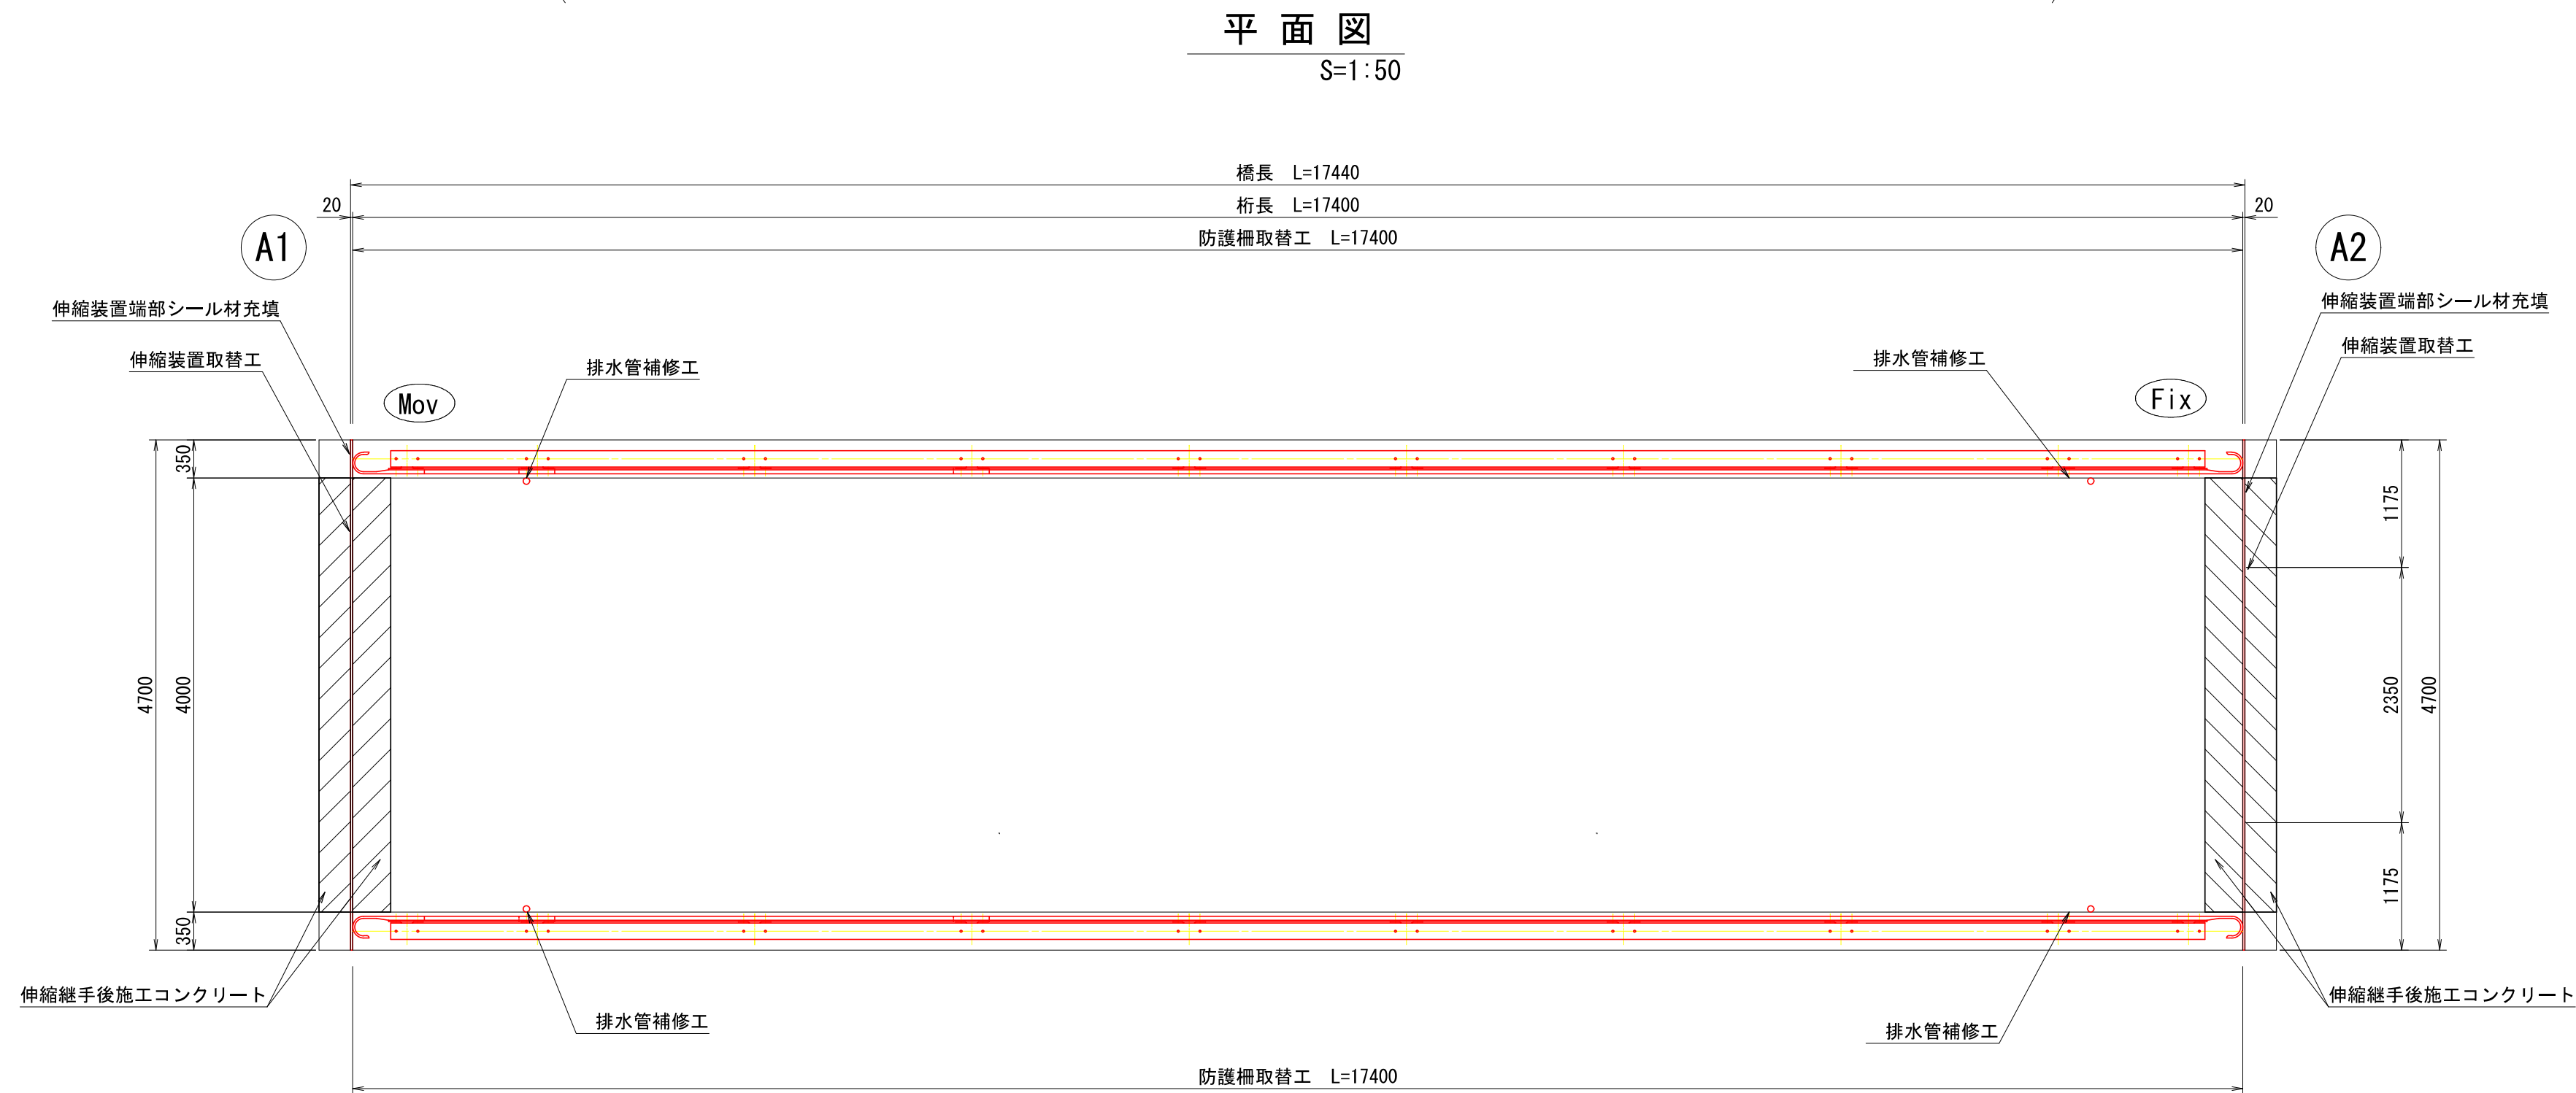 平面図
S=1:50
橋長 L=17440
20
桁長 L=17400
20
防護柵取替工 L=17400
A1
A2
伸縮装置端部シール材充填
伸縮装置端部シール材充填
伸縮装置取替工
伸縮装置取替工
排水管補修工
排水管補修工
Mov
Fix
350
1175
4700
4000
2350
4700
350
1175
伸縮継手後施工コンクリート
伸縮継手後施工コンクリート
排水管補修工
排水管補修工
防護柵取替工 L=17400